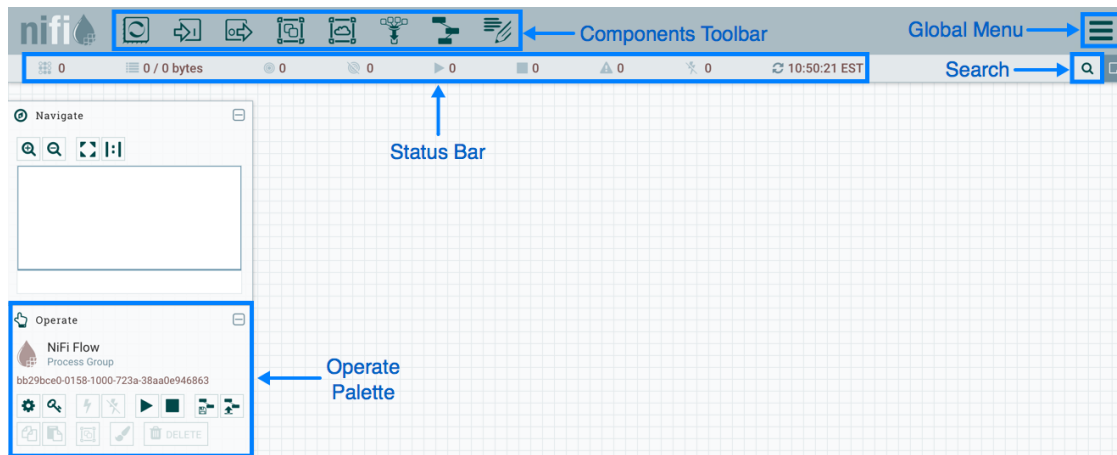 nifi
Components Toolbar
Global Menu
0
0 / 0 bytes
0
0
0
0
0
0
10:50:21 EST
Search
Navigate
Status Bar
Operate
NiFi Flow
Process Group
bb29bce0-0158-1000-723a-38aa0e946863
Operate
Palette
DELETE